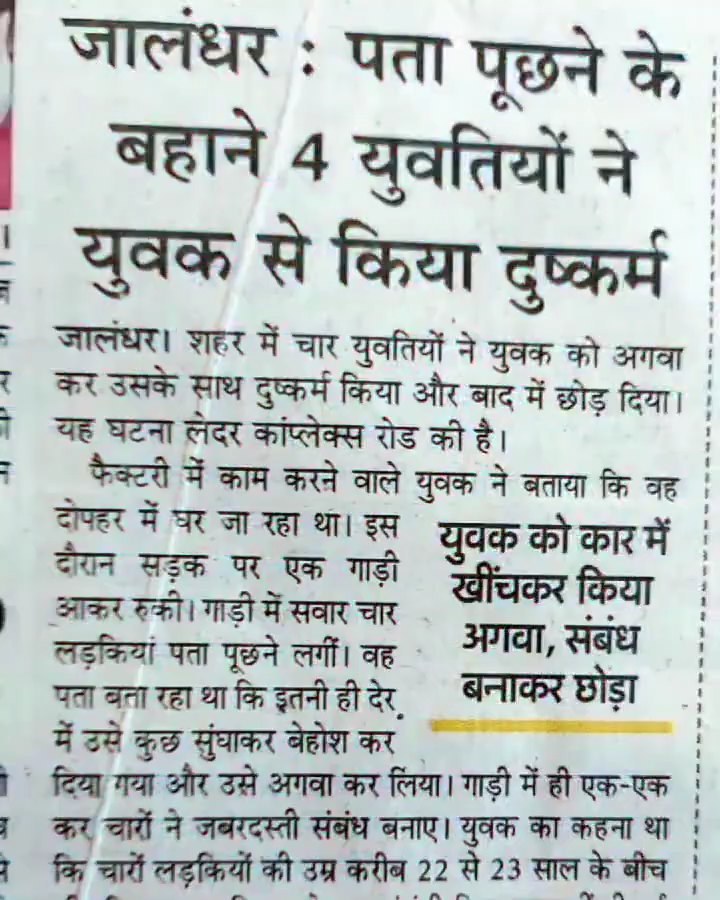 जालंधर : पता पूछने के
बहाने 4 युवतियों ने
युवक से किया दुष्कर्म
जालंधर। शहर में चार युवतियों ने युवक को अगवा
कर उसके साथ दुष्कर्म किया और बाद में छोड़ दिया।
यह घटना लेदर कांप्लेक्स रोड की है।
फैक्टरी में काम करने वाले युवक ने बताया कि वह
दोपहर में घर जा रहा था। इस
दौरान सड़क पर एक गाड़ी
आकर रुकी। गाड़ी में सवार चार
लड़कियां पता पूछने लगीं। वह
पता बता रहा था कि इतनी ही देर
में उसे कुछ सुंघाकर बेहोश कर
युवक को कार में
खींचकर किया
अगवा, संबंध
बनाकर छोड़ा
दिया गया और उसे अगवा कर लिया। गाड़ी में ही एक-एक
कर चारों ने जबरदस्ती संबंध बनाए। युवक का कहना था
कि चारों लड़कियों की उम्र करीब 22 से 23 साल के बीच